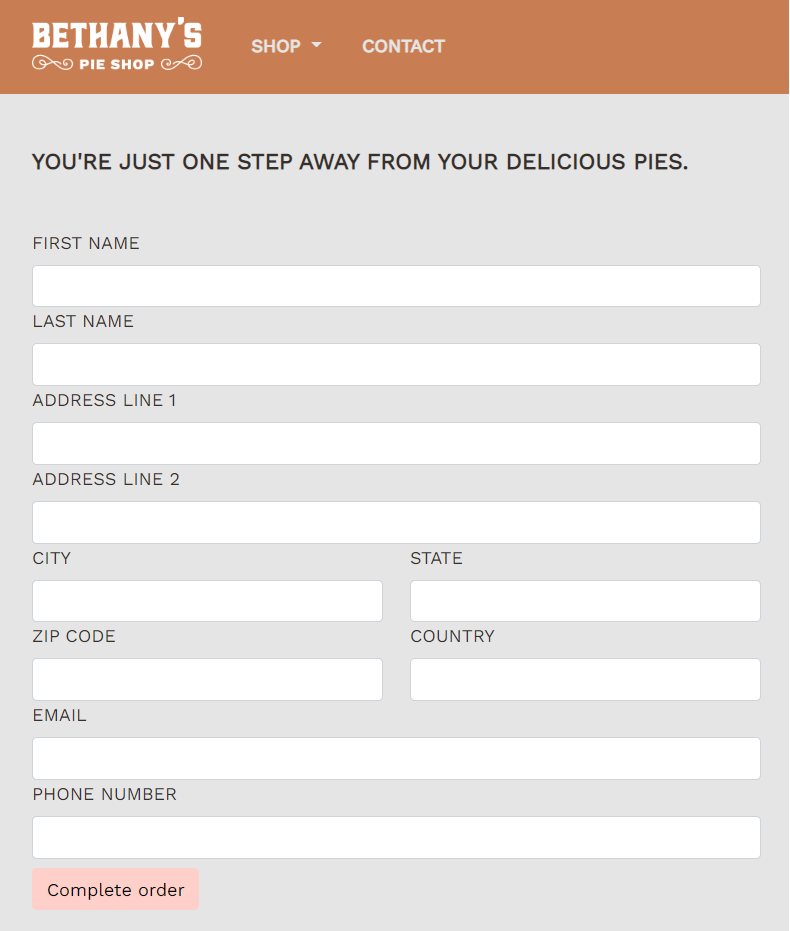 BETHANY'S
PIE SHOP
SHOP CONTACT
YOU'RE JUST ONE STEP AWAY FROM YOUR DELICIOUS PIES.
FIRST NAME
LAST NAME
ADDRESS LINE 1
ADDRESS LINE 2
CITY STATE
ZIP CODE COUNTRY
EMAIL
PHONE NUMBER
Complete order